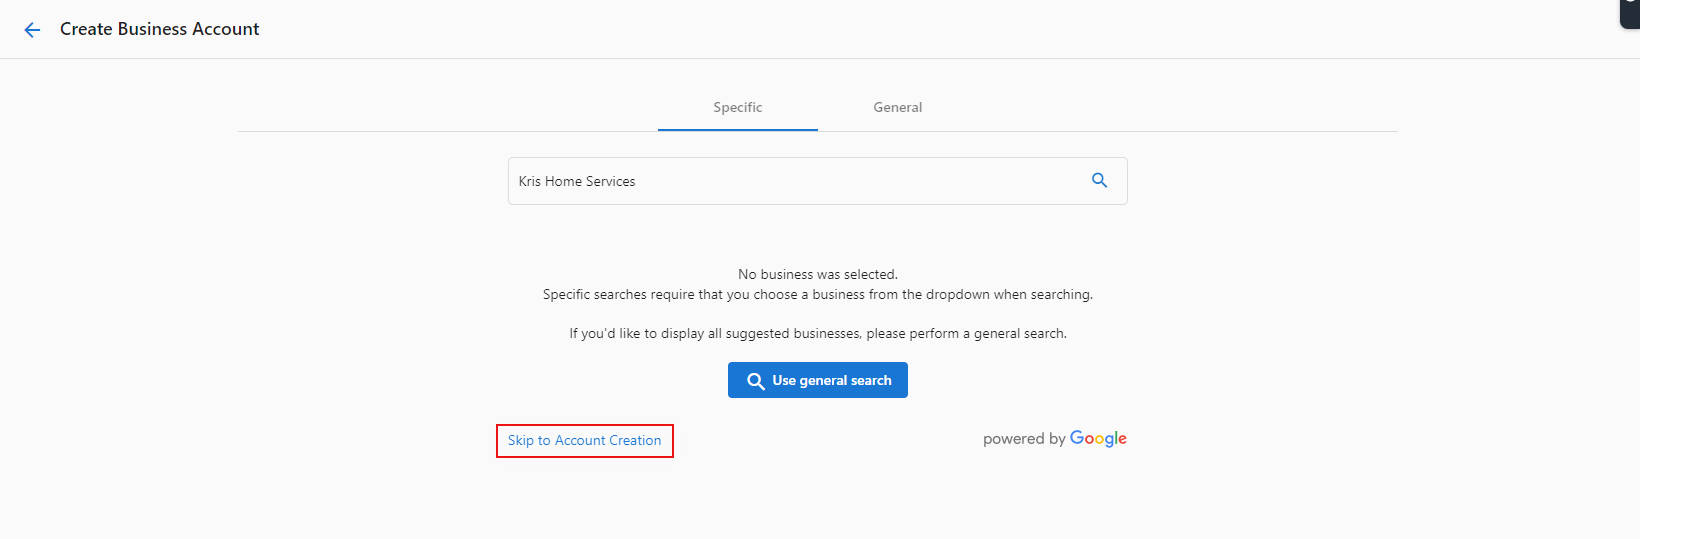 Create Business Account
Specific
General
Kris Home Services
No business was selected.
Specific searches require that you choose a business from the dropdown when searching.
If you'd like to display all suggested businesses, please perform a general search.
Use general search
Skip to Account Creation
powered by Google